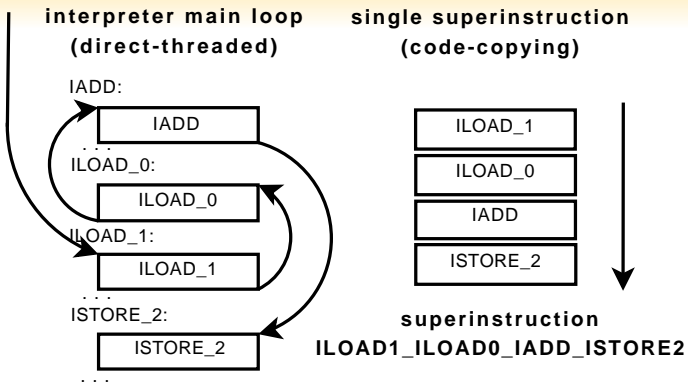 interpreter main loop
(direct-threaded)
IADD:
IADD
. . .
ILOAD_0:
ILOAD_0
ILOAD_1:
ILOAD_1
. . .
ISTORE_2:
ISTORE_2
. . .
single superinstruction
(code-copying)
ILOAD_1
ILOAD_0
IADD
ISTORE_2
superinstruction
ILOAD1_ILOAD0_IADD_ISTORE2